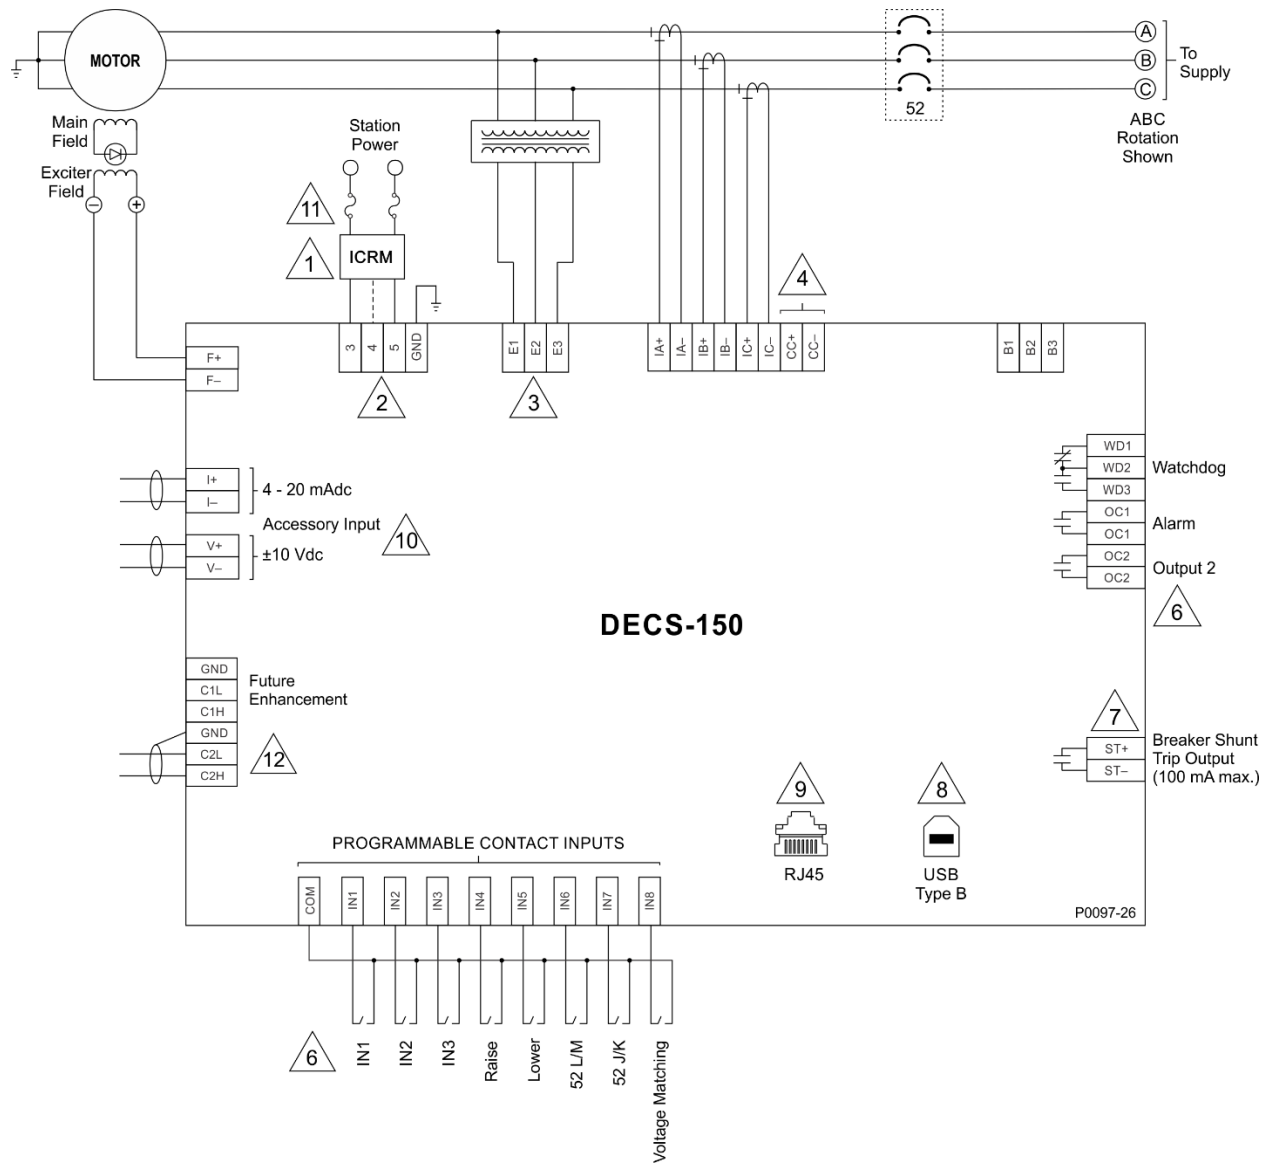 MOTOR
A
B
C
To
Supply
52
ABC
Rotation
Shown
Main
Field
Exciter
Field
−
+
Station
Power
11
1
ICRM
4
3
4
5
GND
E1
E2
E3
IA+
IA–
IB+
IB–
IC+
IC–
CC+
CC–
B1
B2
B3
2
3
F+
F–
I+
I–
4 - 20 mAdc
Accessory Input
10
V+
V–
±10 Vdc
WD1
WD2
WD3
Watchdog
OC1
OC1
Alarm
OC2
OC2
Output 2
6
DECS-150
GND
C1L
C1H
GND
C2L
C2H
Future
Enhancement
12
7
ST+
ST–
Breaker Shunt
Trip Output
(100 mA max.)
9
RJ45
8
USB
Type B
PROGRAMMABLE CONTACT INPUTS
COM
IN1
IN2
IN3
IN4
IN5
IN6
IN7
IN8
P0097-26
6
IN1
IN2
IN3
Raise
Lower
52 L/M
52 J/K
Voltage Matching